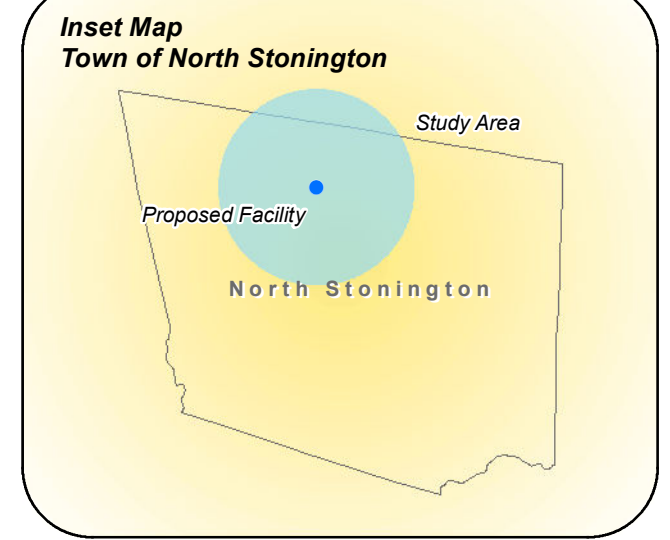 Inset Map
Town of North Stonington
Study Area
Proposed Facility
North Stonington